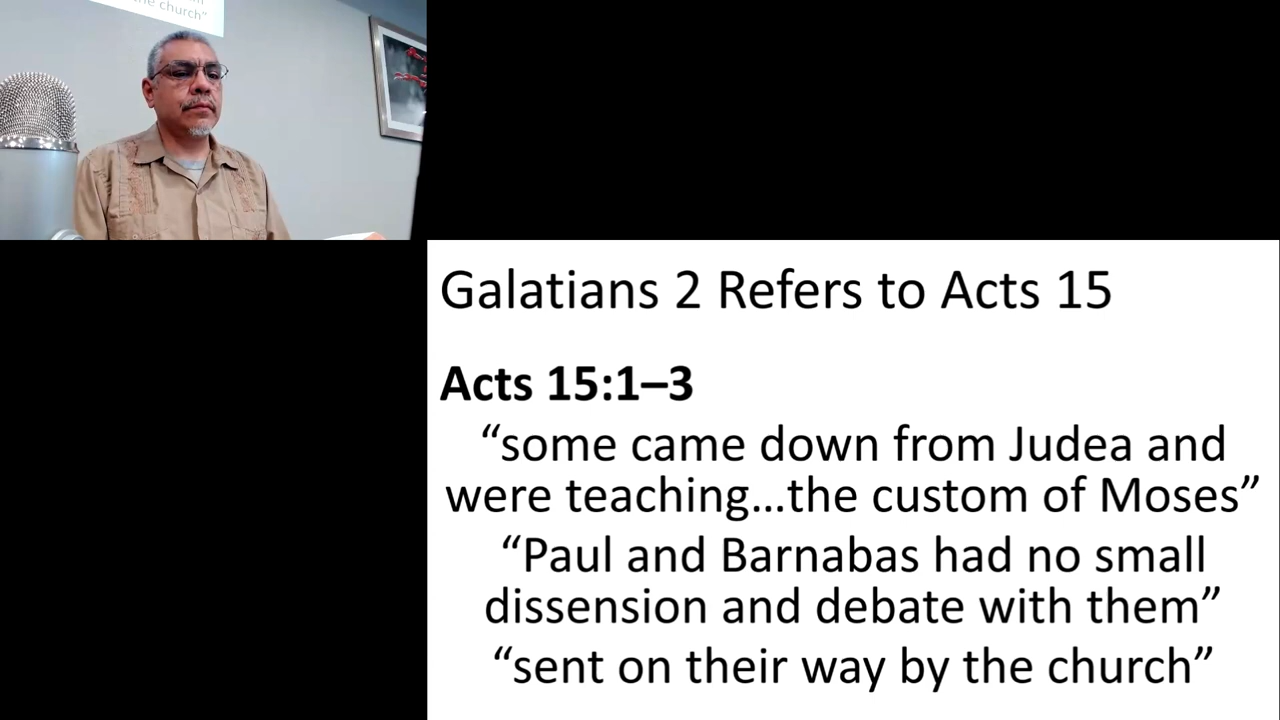 the church”
Galatians 2 Refers to Acts 15
Acts 15:1–3
“some came down from Judea and
were teaching…the custom of Moses”
“Paul and Barnabas had no small
dissension and debate with them”
“sent on their way by the church”